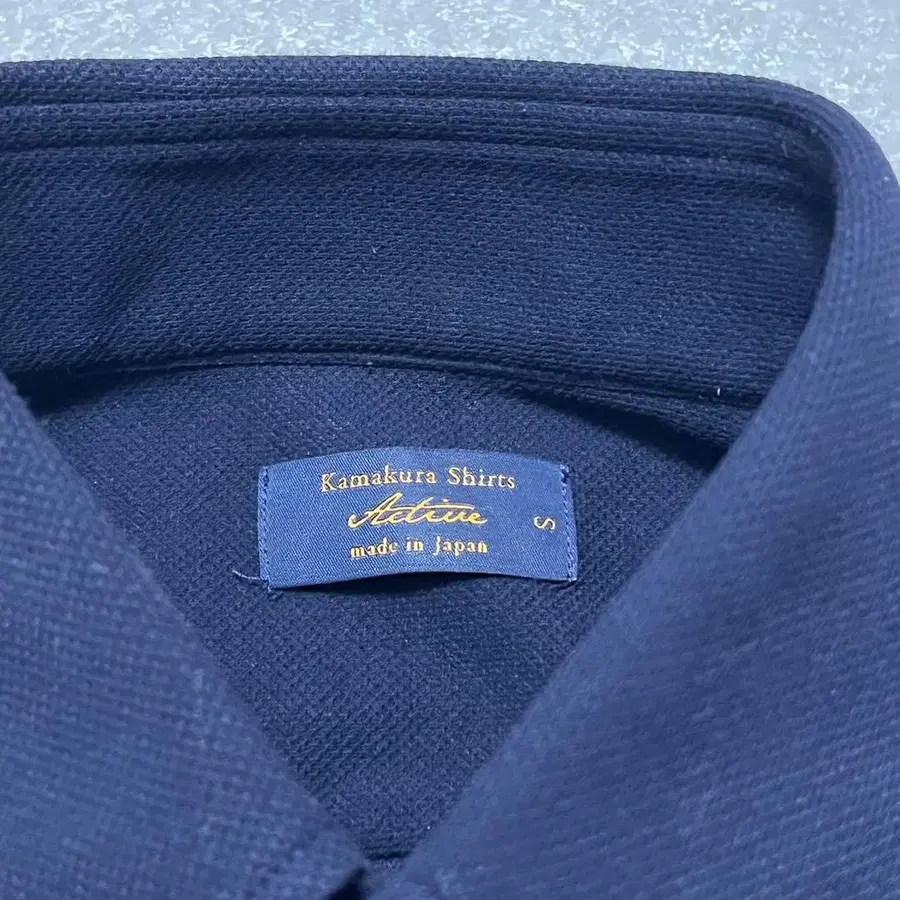 Kamakura Shirts
Active
made in Japan
S